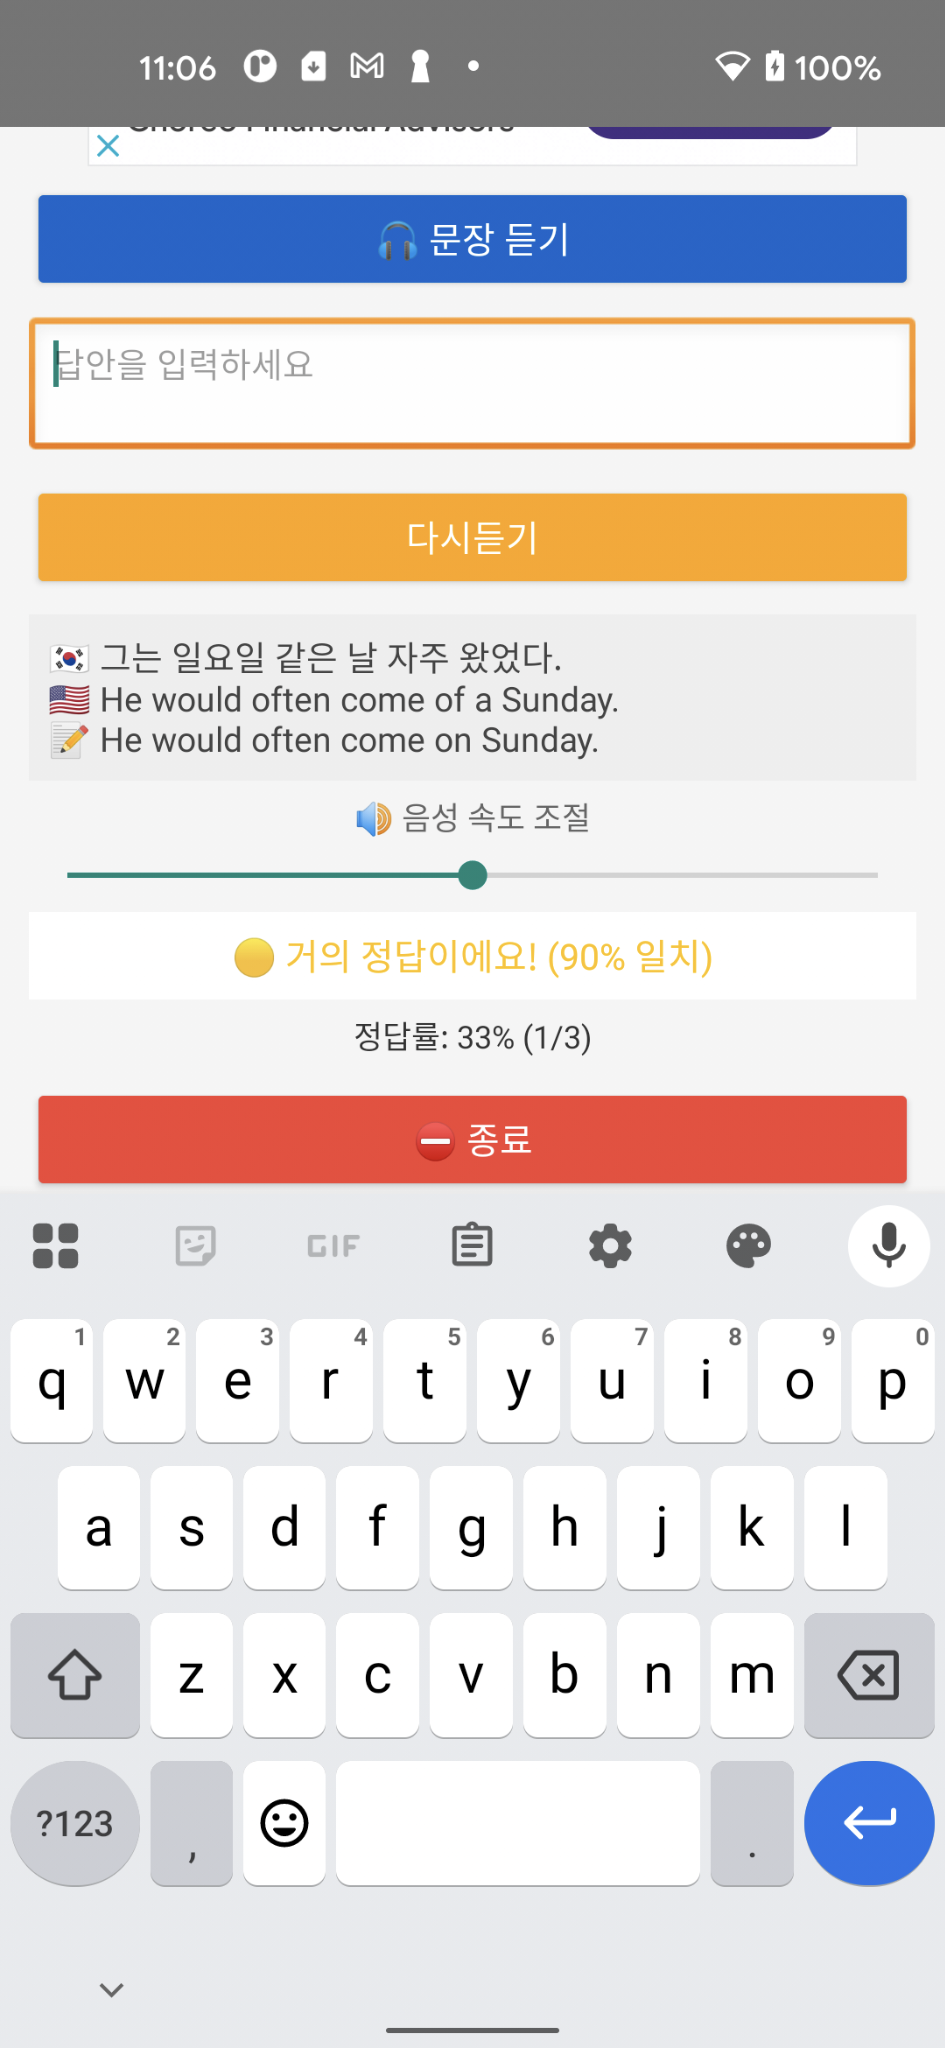 11:06
100%
문장 듣기
답안을 입력하세요
다시듣기
그는 일요일 같은 날 자주 왔었다.
He would often come of a Sunday.
He would often come on Sunday.
음성 속도 조절
거의 정답이에요! (90% 일치)
정답률: 33% (1/3)
종료
GIF
1 2 3 4 5 6 7 8 9 0
q w e r t y u i o p
a s d f g h j k l
z x c v b n m
?123 , .